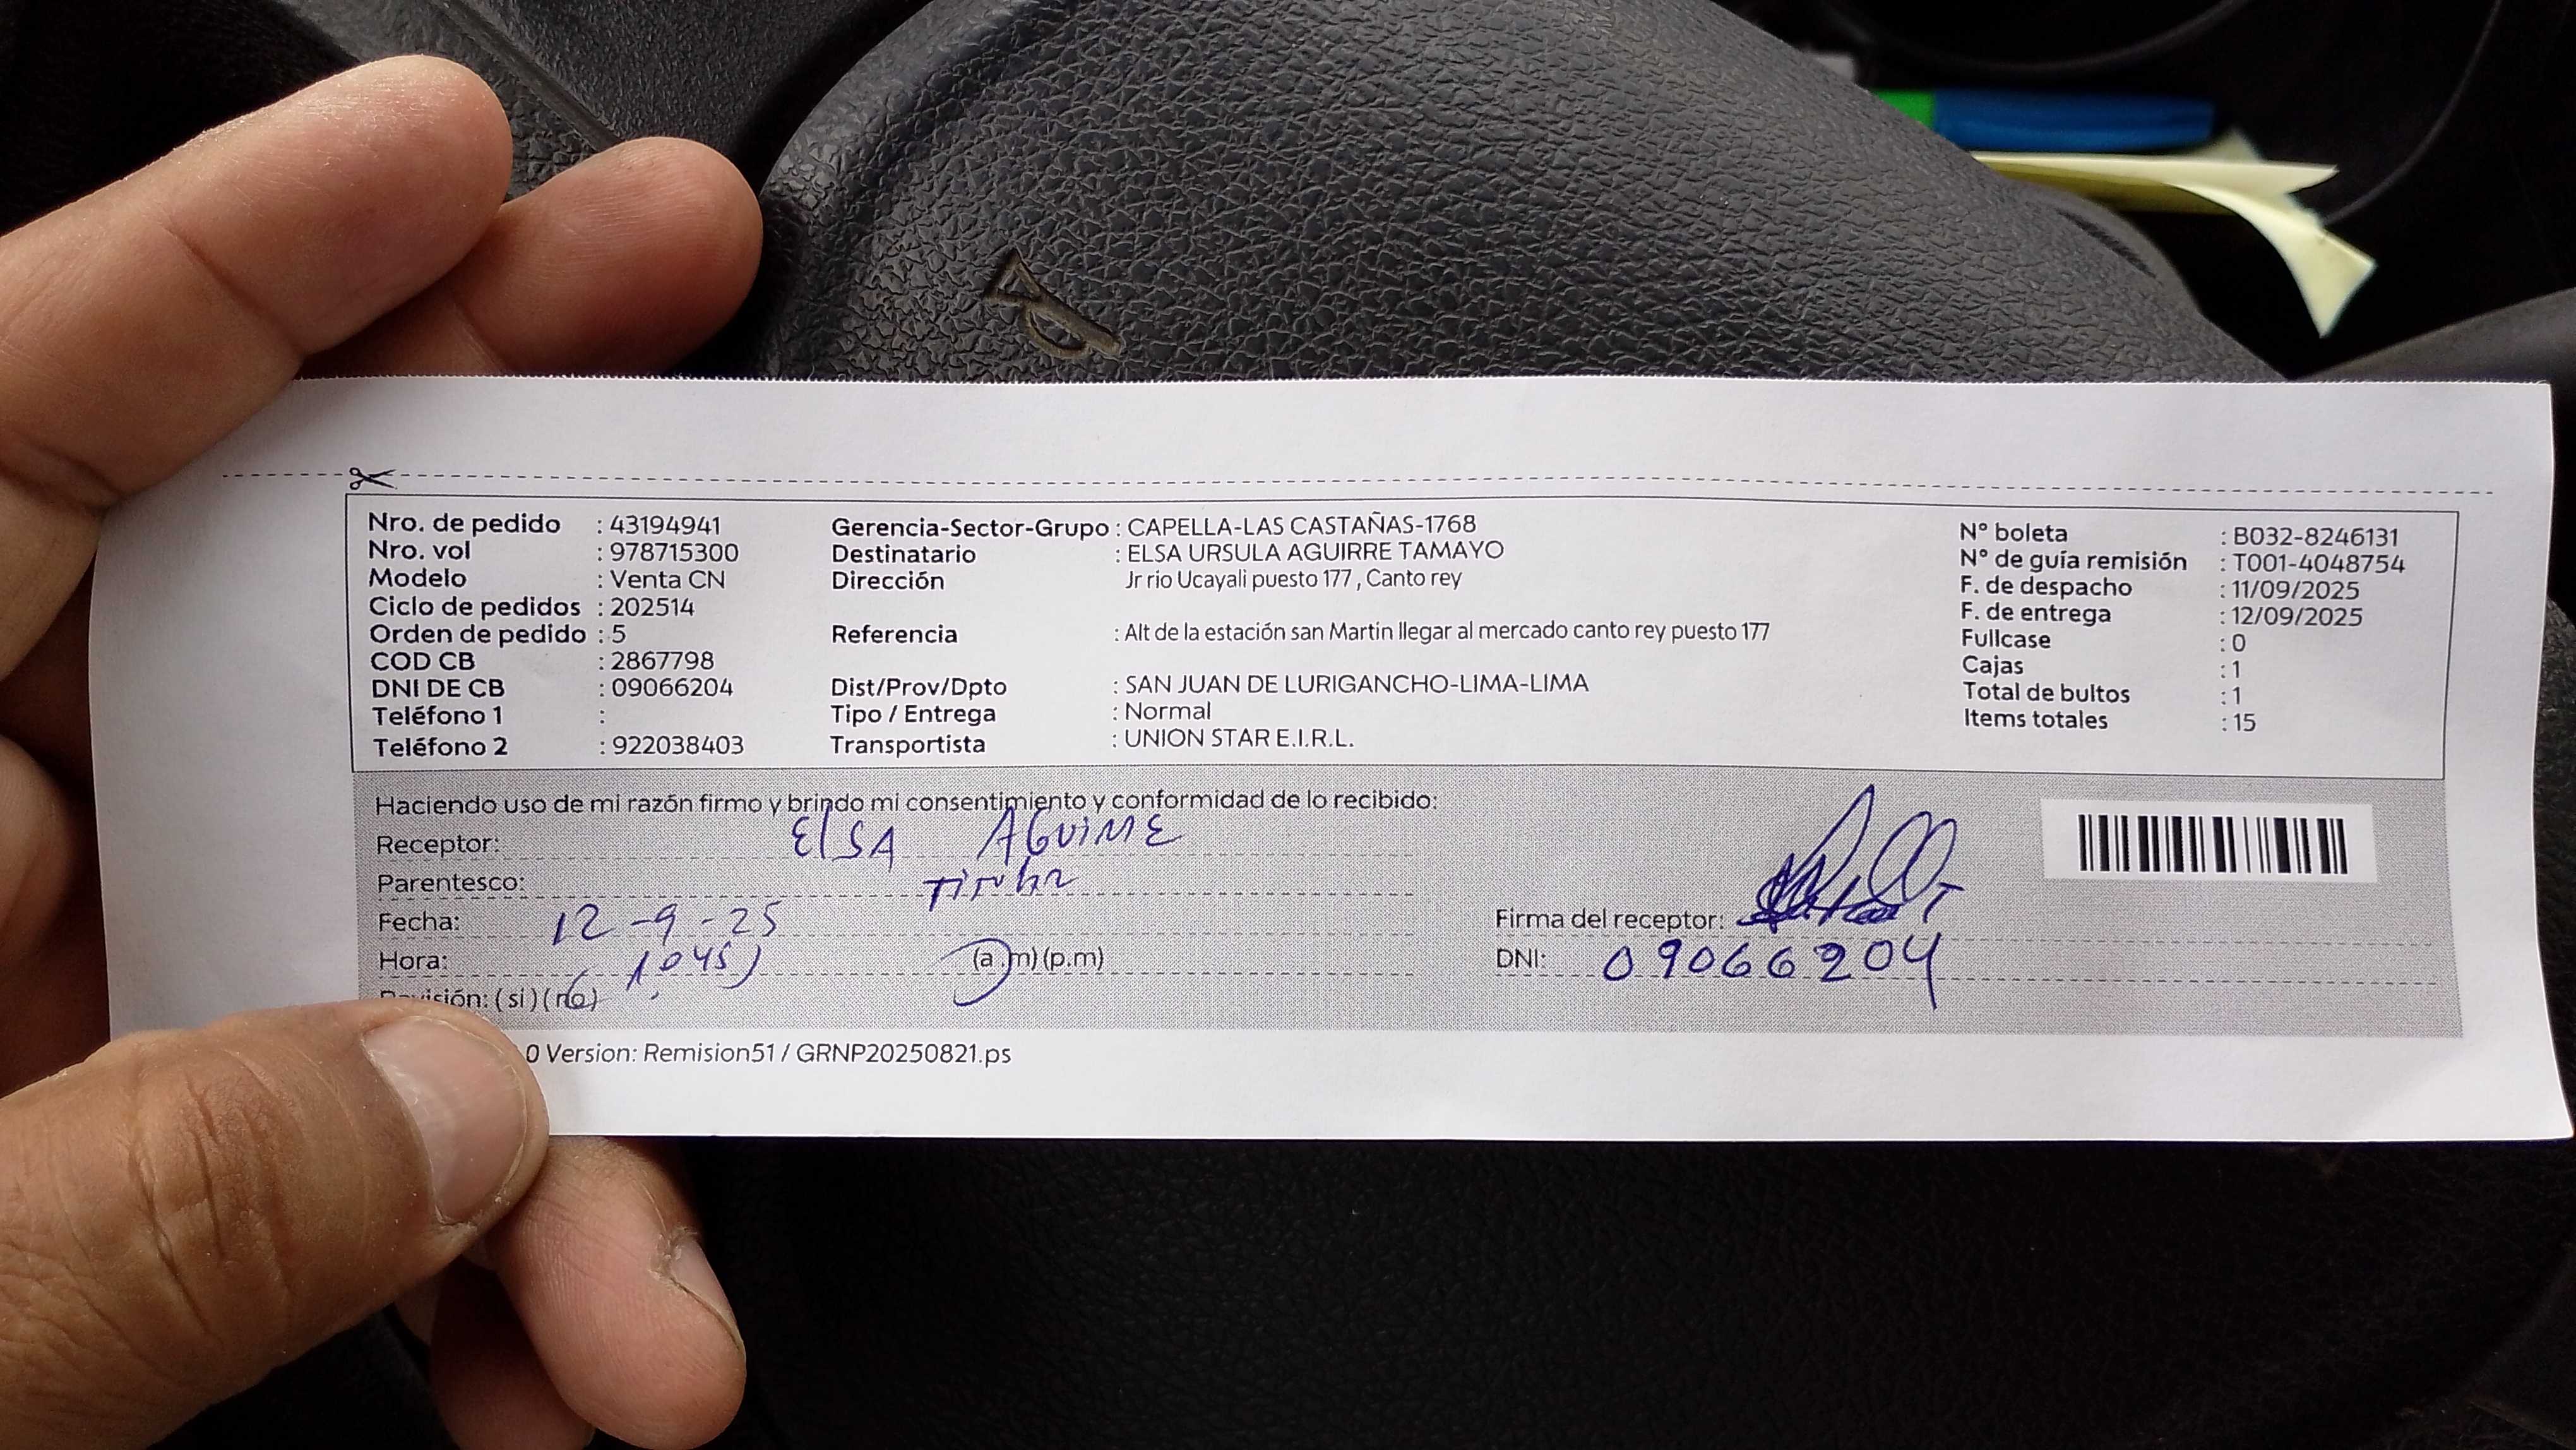 Nro. de pedido : 43194941
Nro. vol : 978715300
Modelo : Venta CN
Ciclo de pedidos : 202514
Orden de pedido : 5
COD CB : 2867798
DNI DE CB : 09066204
Teléfono 1 :
Teléfono 2 : 922038403
Gerencia-Sector-Grupo : CAPELLA-LAS CASTAÑAS-1768
Destinatario : ELSA URSULA AGUIRRE TAMAYO
Dirección Jr rio Ucayali puesto 177 , Canto rey
Referencia : Alt de la estación san Martin llegar al mercado canto rey puesto 177
Dist/Prov/Dpto : SAN JUAN DE LURIGANCHO-LIMA-LIMA
Tipo / Entrega : Normal
Transportista : UNION STAR E.I.R.L.
N° boleta : B032-8246131
N° de guía remisión : T001-4048754
F. de despacho : 11/09/2025
F. de entrega : 12/09/2025
Fullcase : 0
Cajas : 1
Total de bultos : 1
Items totales : 15
Haciendo uso de mi razón firmo y brindo mi consentimiento y conformidad de lo recibido:
Receptor: ELSA AGUIRRE
Parentesco: Titular
Fecha: 12-9-25
Hora: (a.m) (p.m)
(si) (no)
Firma del receptor:
DNI: 09066204
0 Version: Remision51 / GRNP20250821.ps